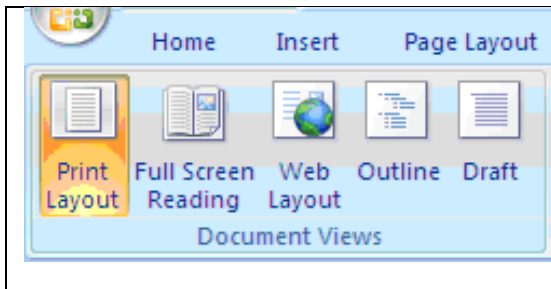 Home Insert Page Layout
Print Full Screen Web Outline Draft
Layout Reading Layout
Document Views